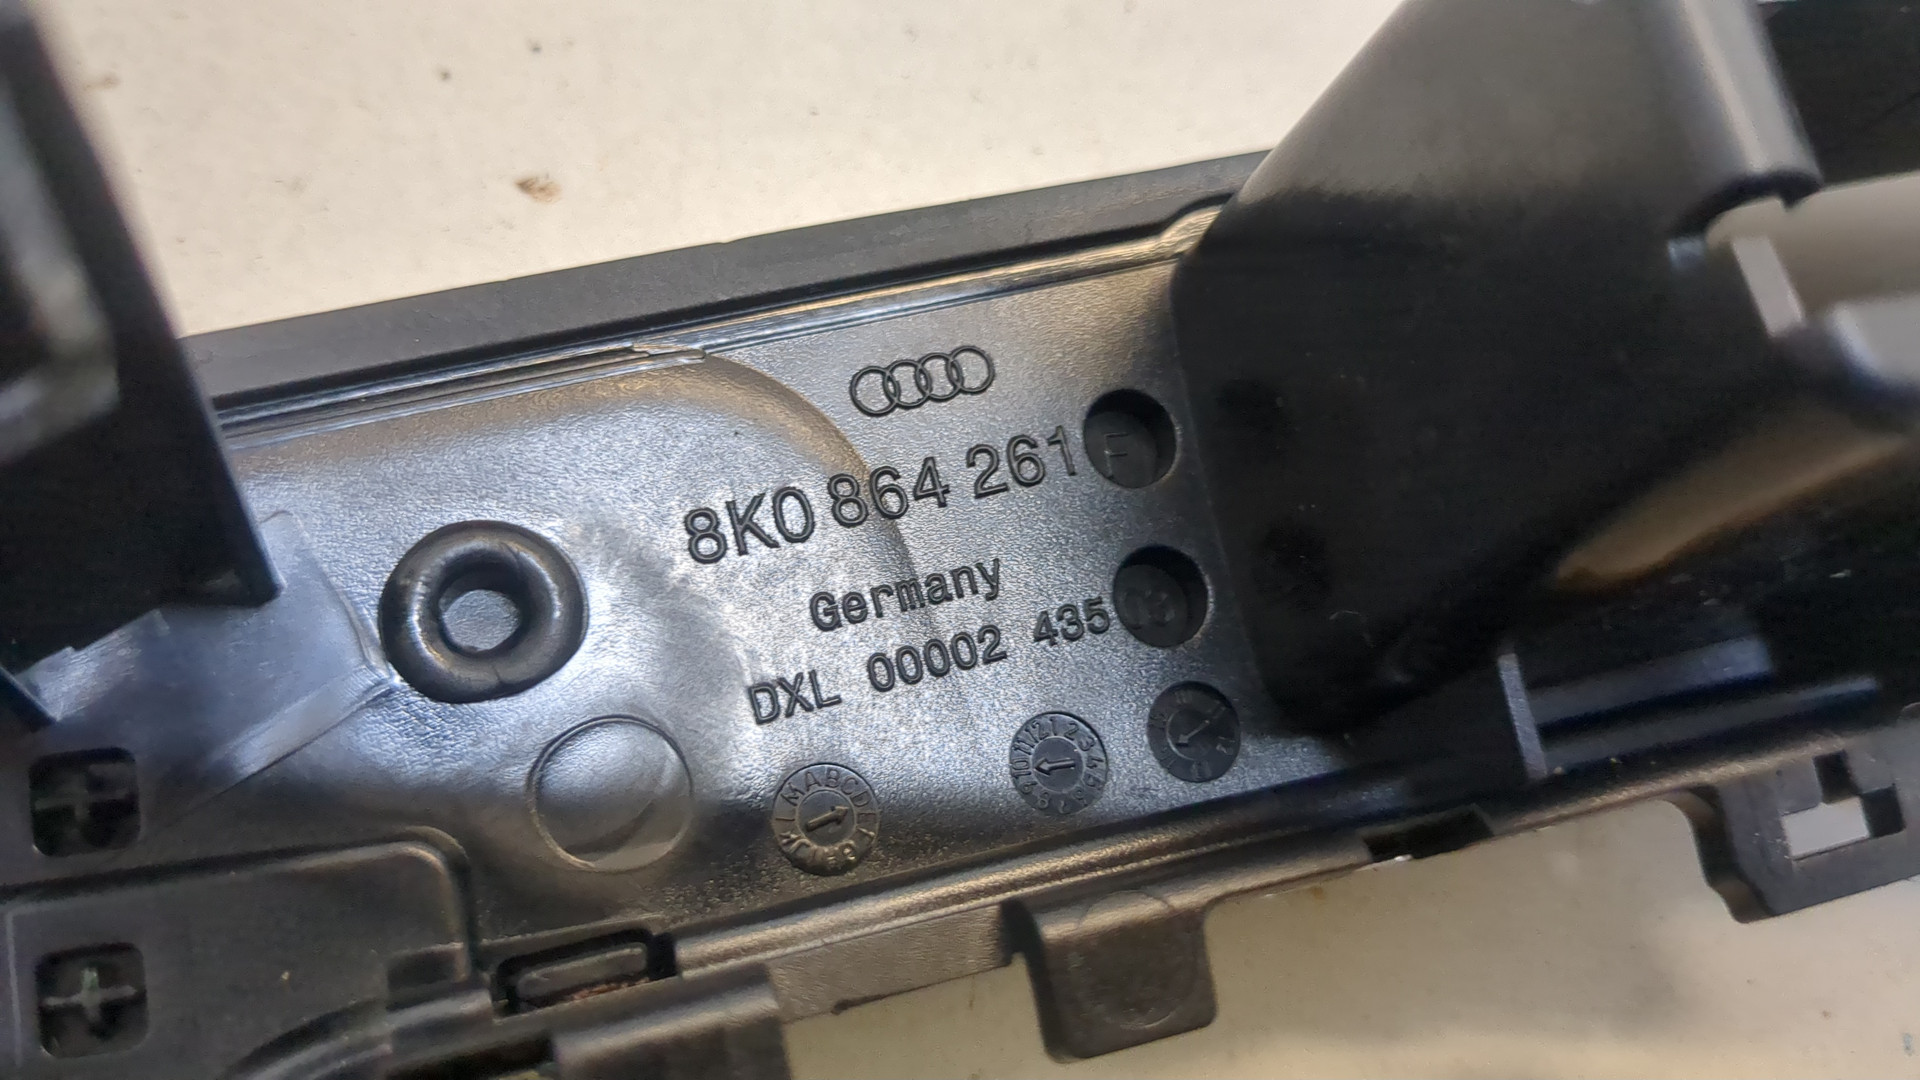 8K0 864 261 F
Germany
DXL 00002 435